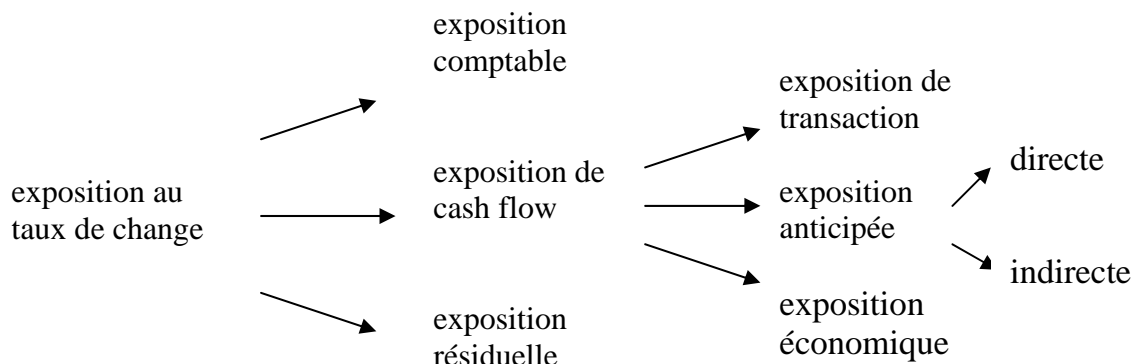 exposition
comptable
exposition de
transaction
directe
exposition au
taux de change
exposition de
cash flow
exposition
anticipée
indirecte
exposition
économique
exposition
résiduelle